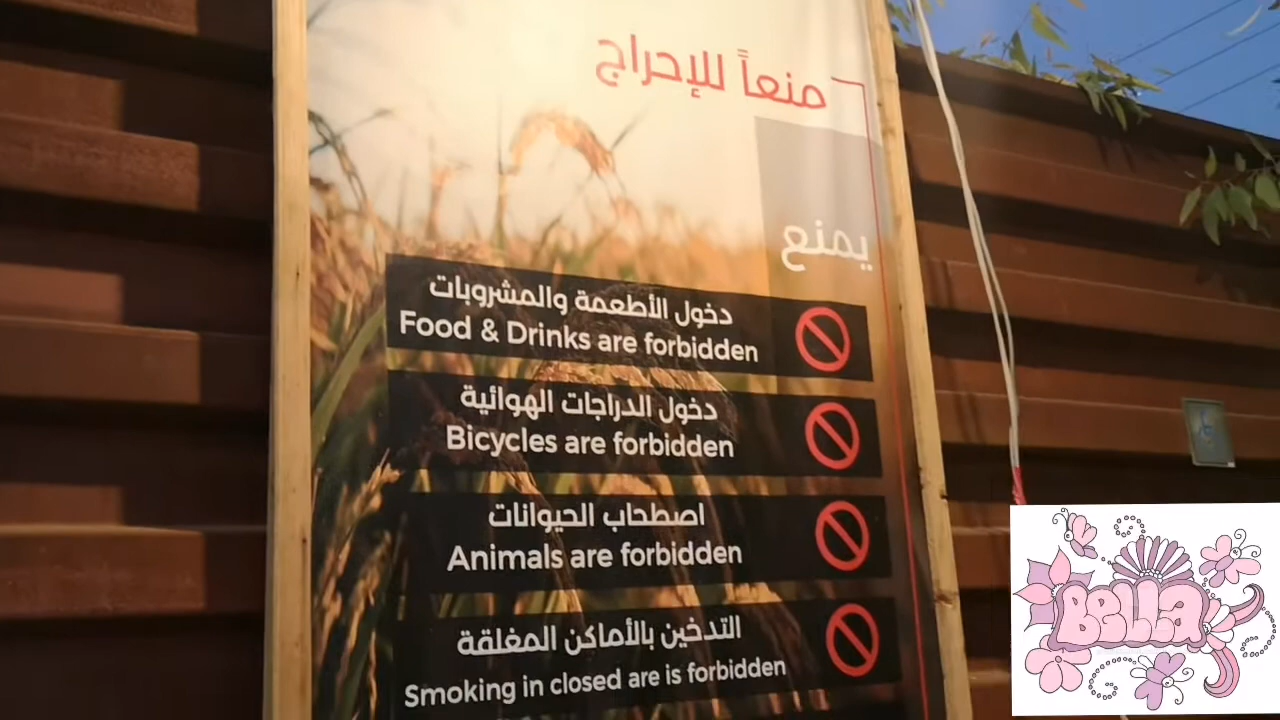 منعاً للإحراج
يمنع
دخول الأطعمة والمشروبات
Food & Drinks are forbidden
دخول الدراجات الهوائية
Bicycles are forbidden
اصطحاب الحيوانات
Animals are forbidden
التدخين بالأماكن المغلقة
Smoking in closed are is forbidden
Bella